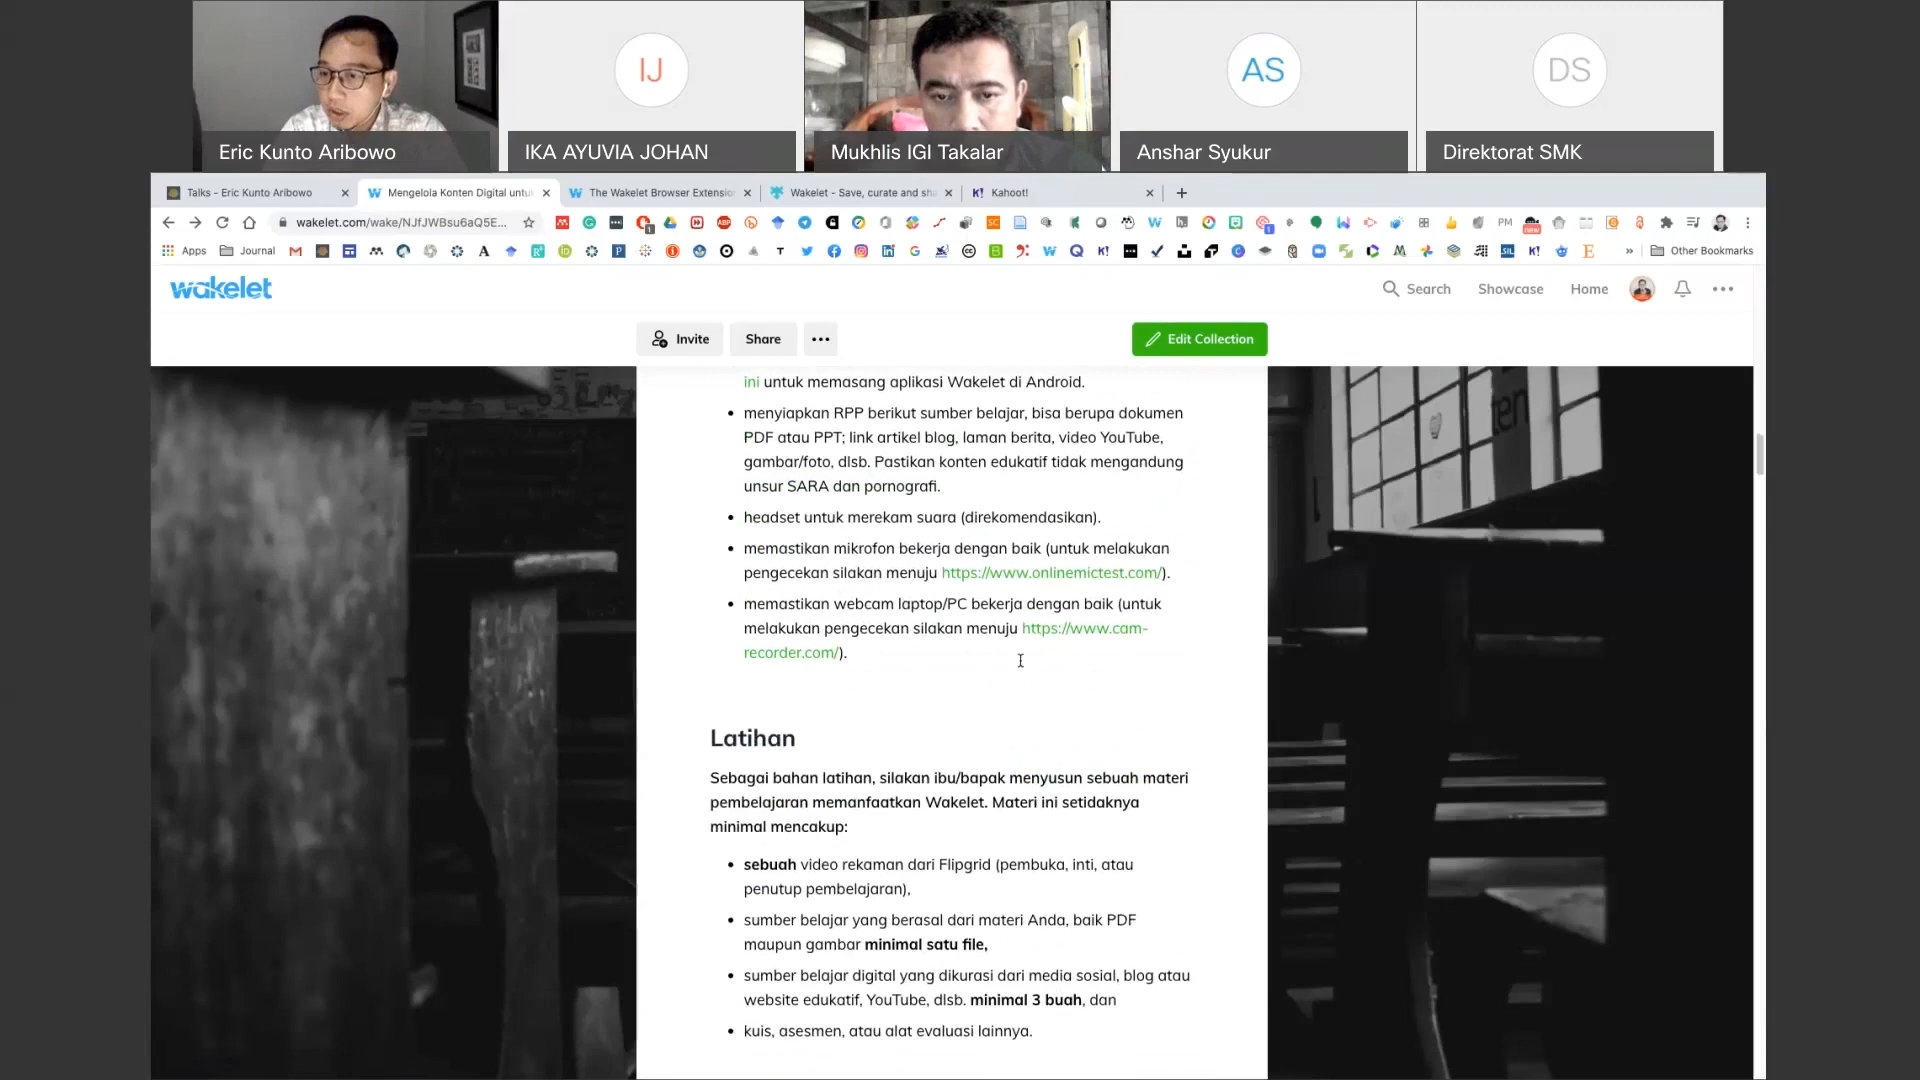 IJ
AS
DS
Eric Kunto Aribowo
IKA AYUVIA JOHAN
Mukhlis IGI Takalar
Anshar Syukur
Direktorat SMK
Talks - Eric Kunto Aribowo
Mengelola Konten Digital untu
The Wakelet Browser Extensio
Wakelet - Save, curate and sha
K! Kahoot!
wakelet.com/wake/NJfJWBsu6aQ5E...
Apps
Journal
Other Bookmarks
wakelet
Search
Showcase
Home
Invite
Share
Edit Collection
ini untuk memasang aplikasi Wakelet di Android.
menyiapkan RPP berikut sumber belajar, bisa berupa dokumen
PDF atau PPT; link artikel blog, laman berita, video YouTube,
gambar/foto, dlsb. Pastikan konten edukatif tidak mengandung
unsur SARA dan pornografi.
headset untuk merekam suara (direkomendasikan).
memastikan mikrofon bekerja dengan baik (untuk melakukan
pengecekan silakan menuju https://www.onlinemictest.com/).
memastikan webcam laptop/PC bekerja dengan baik (untuk
melakukan pengecekan silakan menuju https://www.cam-
recorder.com/).
Latihan
Sebagai bahan latihan, silakan ibu/bapak menyusun sebuah materi
pembelajaran memanfaatkan Wakelet. Materi ini setidaknya
minimal mencakup:
sebuah video rekaman dari Flipgrid (pembuka, inti, atau
penutup pembelajaran),
sumber belajar yang berasal dari materi Anda, baik PDF
maupun gambar minimal satu file,
sumber belajar digital yang dikurasi dari media sosial, blog atau
website edukatif, YouTube, dlsb. minimal 3 buah, dan
kuis, asesmen, atau alat evaluasi lainnya.